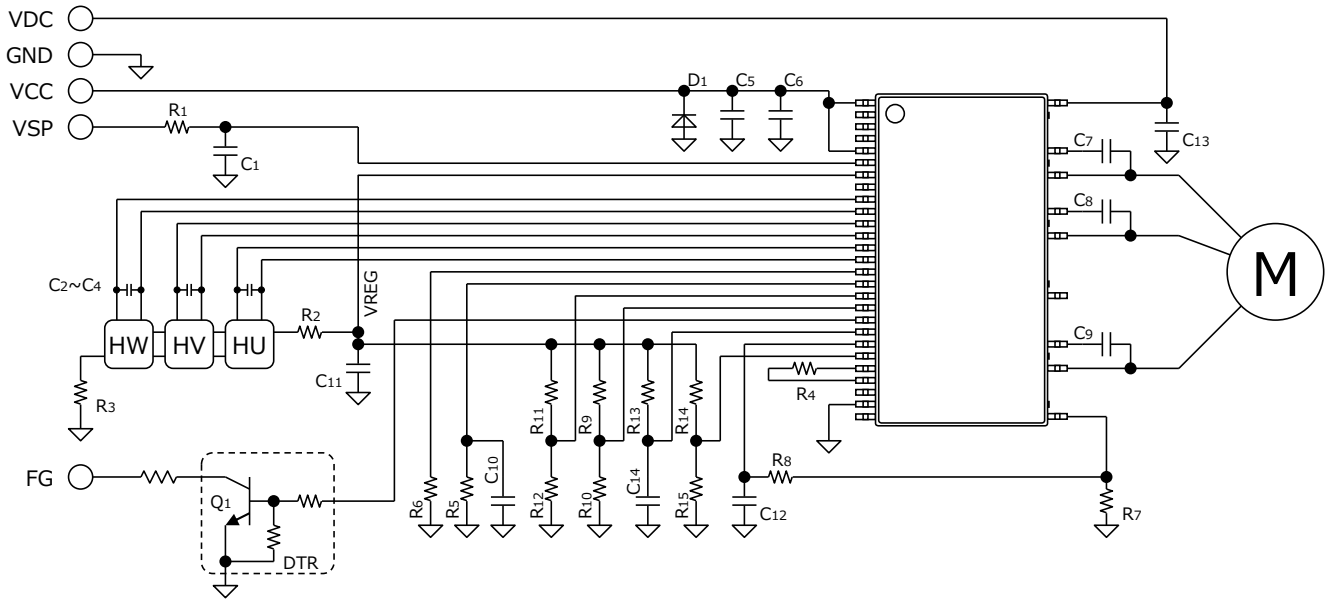 VDC
GND
VCC
VSP
R1
C1
D1
C5
C6
C7
C13
C8
M
C2~C4
VREG
R2
HW
HV
HU
C11
C9
R4
R3
R11
R9
R13
R14
FG
R8
Q1
R6
R5
C10
R12
R10
C14
R15
C12
R7
DTR